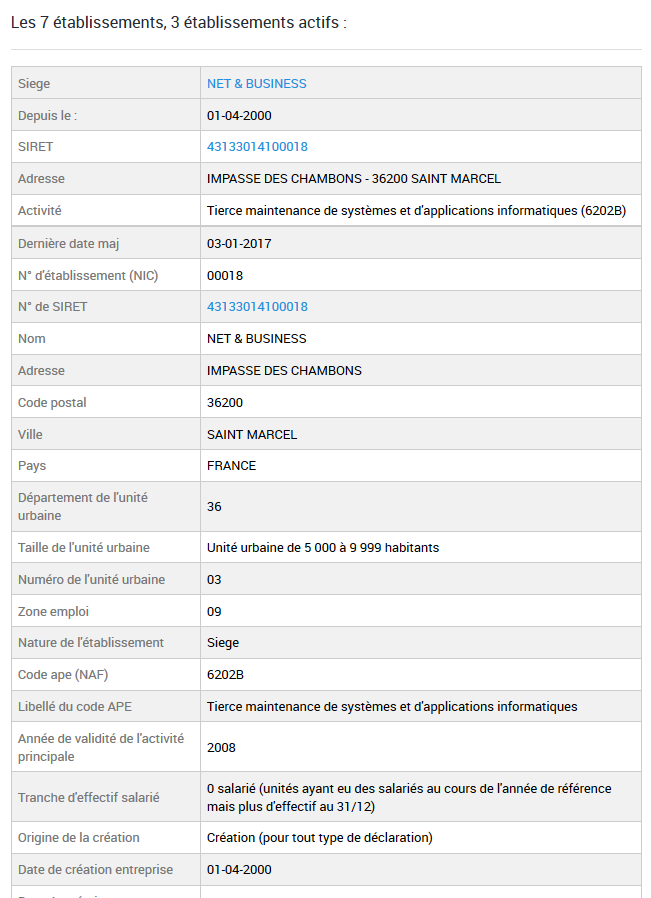 Les 7 établissements, 3 établissements actifs :
Siege NET & BUSINESS
Depuis le : 01-04-2000
SIRET 43133014100018
Adresse IMPASSE DES CHAMBONS - 36200 SAINT MARCEL
Activité Tierce maintenance de systèmes et d'applications informatiques (6202B)
Dernière date maj 03-01-2017
N° d'établissement (NIC) 00018
N° de SIRET 43133014100018
Nom NET & BUSINESS
Adresse IMPASSE DES CHAMBONS
Code postal 36200
Ville SAINT MARCEL
Pays FRANCE
Département de l'unité
urbaine 36
Taille de l'unité urbaine Unité urbaine de 5 000 à 9 999 habitants
Numéro de l'unité urbaine 03
Zone emploi 09
Nature de l'établissement Siege
Code ape (NAF) 6202B
Libellé du code APE Tierce maintenance de systèmes et d'applications informatiques
Année de validité de l'activité
principale 2008
Tranche d'effectif salarié 0 salarié (unités ayant eu des salariés au cours de l'année de référence
mais plus d'effectif au 31/12)
Origine de la création Création (pour tout type de déclaration)
Date de création entreprise 01-04-2000